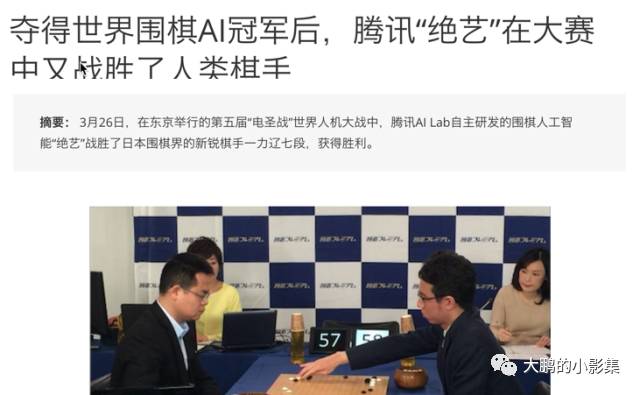 夺得世界围棋AI冠军后，腾讯“绝艺”在大赛
中又战胜了人类棋手
摘要： 3月26日，在东京举行的第五届“电圣战”世界人机大战中，腾讯AI Lab自主研发的围棋人工智
能“绝艺”战胜了日本围棋界的新锐棋手一力辽七段，获得胜利。
57
58
大鹏的小影集